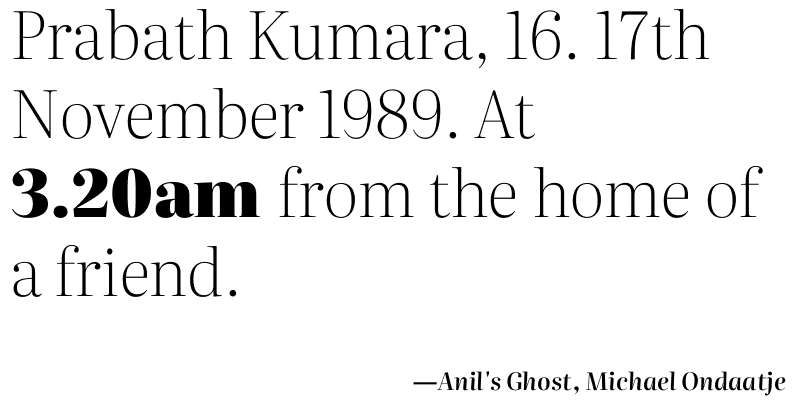 Prabath Kumara, 16. 17th
November 1989. At
3.20am from the home of
a friend.
—Anil's Ghost, Michael Ondaatje